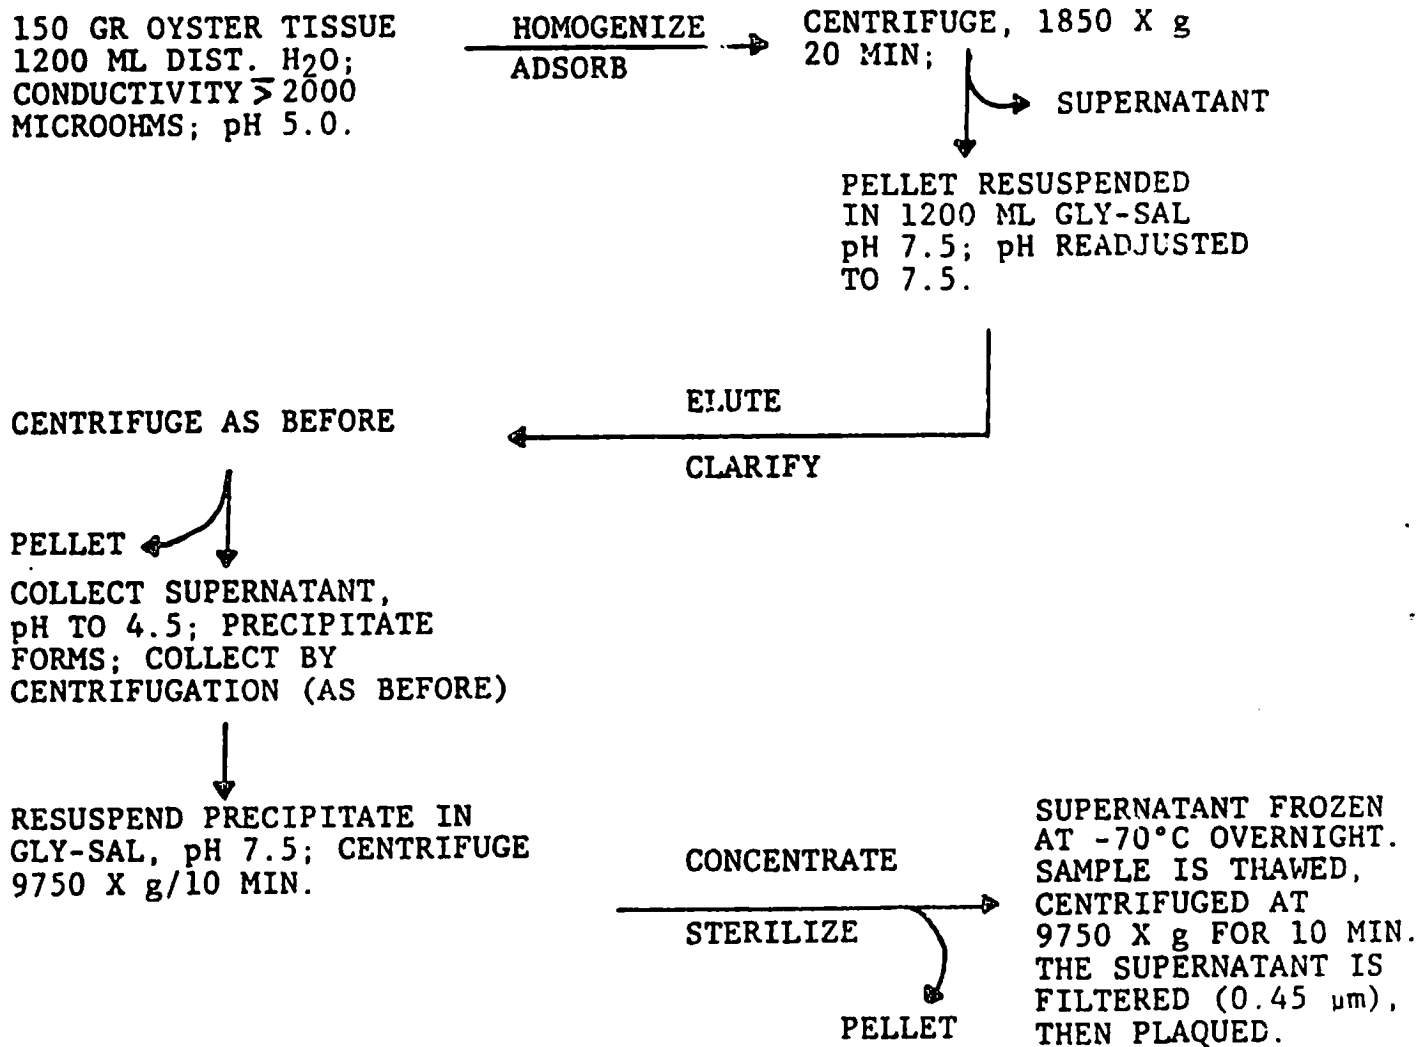 150 GR OYSTER TISSUE
1200 ML DIST. H₂O;
CONDUCTIVITY ⋝ 2000
MICROOHMS; pH 5.0.
HOMOGENIZE
ADSORB
CENTRIFUGE, 1850 X g
20 MIN;
SUPERNATANT
PELLET RESUSPENDED
IN 1200 ML GLY-SAL
pH 7.5; pH READJUSTED
TO 7.5.
ELUTE
CLARIFY
CENTRIFUGE AS BEFORE
PELLET
COLLECT SUPERNATANT,
pH TO 4.5; PRECIPITATE
FORMS; COLLECT BY
CENTRIFUGATION (AS BEFORE)
RESUSPEND PRECIPITATE IN
GLY-SAL, pH 7.5; CENTRIFUGE
9750 X g/10 MIN.
CONCENTRATE
STERILIZE
PELLET
SUPERNATANT FROZEN
AT -70°C OVERNIGHT.
SAMPLE IS THAWED,
CENTRIFUGED AT
9750 X g FOR 10 MIN.
THE SUPERNATANT IS
FILTERED (0.45 µm),
THEN PLAQUED.